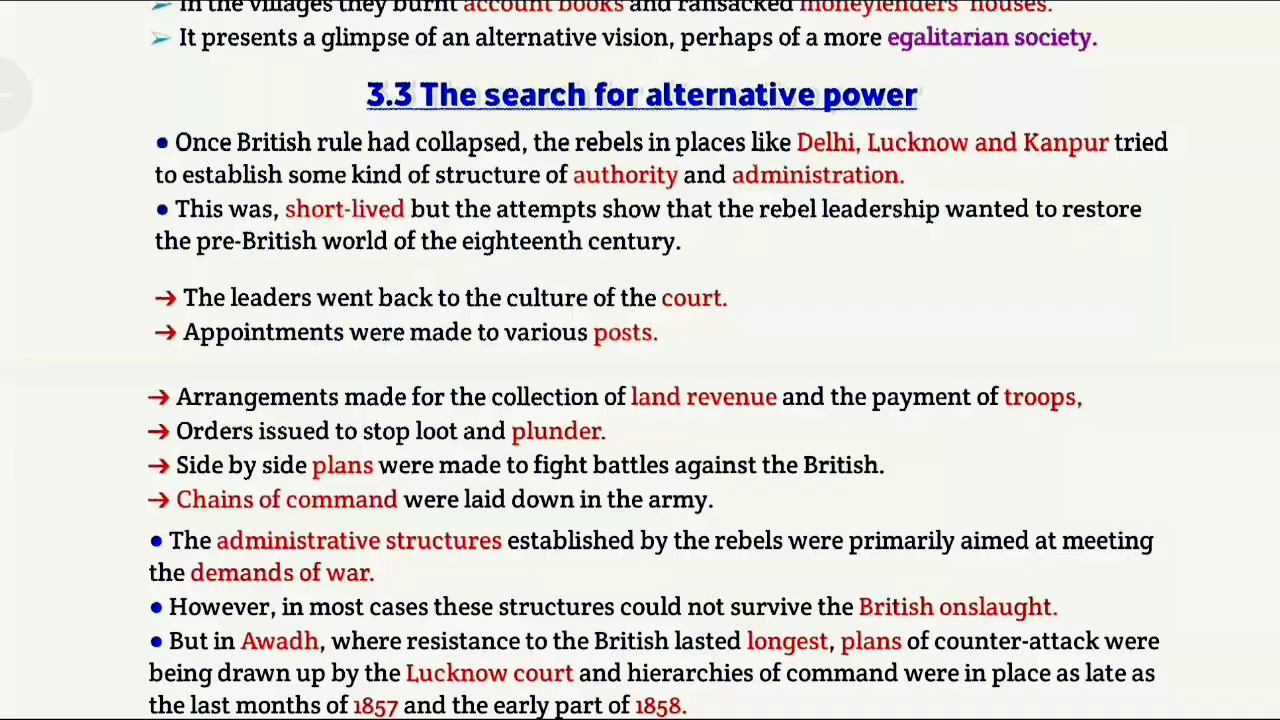 ➢ In the villages they burnt account books and ransacked moneylenders' houses.
➢ It presents a glimpse of an alternative vision, perhaps of a more egalitarian society.
3.3 The search for alternative power
• Once British rule had collapsed, the rebels in places like Delhi, Lucknow and Kanpur tried
to establish some kind of structure of authority and administration.
• This was, short-lived but the attempts show that the rebel leadership wanted to restore
the pre-British world of the eighteenth century.
→ The leaders went back to the culture of the court.
→ Appointments were made to various posts.
→ Arrangements made for the collection of land revenue and the payment of troops,
→ Orders issued to stop loot and plunder.
→ Side by side plans were made to fight battles against the British.
→ Chains of command were laid down in the army.
• The administrative structures established by the rebels were primarily aimed at meeting
the demands of war.
• However, in most cases these structures could not survive the British onslaught.
• But in Awadh, where resistance to the British lasted longest, plans of counter-attack were
being drawn up by the Lucknow court and hierarchies of command were in place as late as
the last months of 1857 and the early part of 1858.